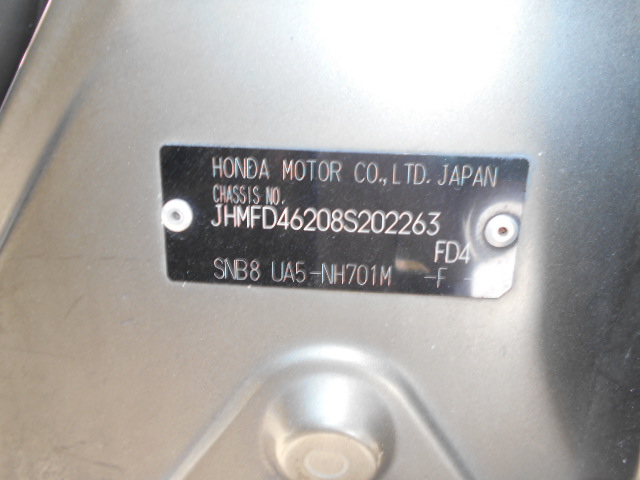 HONDA MOTOR CO.,LTD. JAPAN
CHASSIS NO.
JHMFD46208S202263
FD4
SNB8 UA5-NH701M -F -